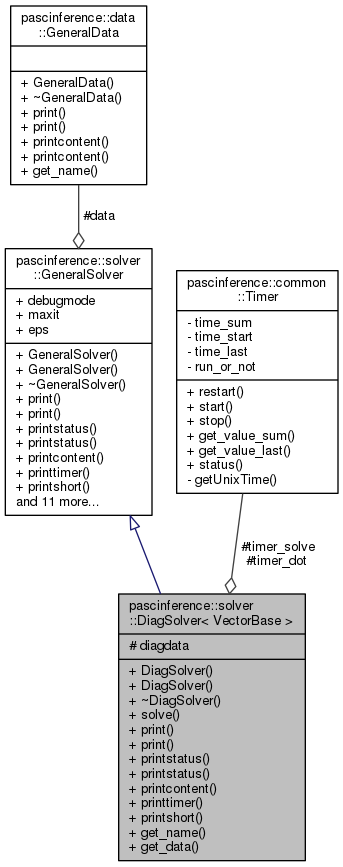 pascinference::data
::GeneralData
+ GeneralData()
+ ~GeneralData()
+ print()
+ print()
+ printcontent()
+ printcontent()
+ get_name()
#data
pascinference::solver
::GeneralSolver
+ debugmode
+ maxit
+ eps
+ GeneralSolver()
+ GeneralSolver()
+ ~GeneralSolver()
+ print()
+ print()
+ printstatus()
+ printstatus()
+ printcontent()
+ printtimer()
+ printshort()
and 11 more...
pascinference::common
::Timer
- time_sum
- time_start
- time_last
- run_or_not
+ restart()
+ start()
+ stop()
+ get_value_sum()
+ get_value_last()
+ status()
- getUnixTime()
#timer_solve
#timer_dot
pascinference::solver
::DiagSolver< VectorBase >
# diagdata
+ DiagSolver()
+ DiagSolver()
+ ~DiagSolver()
+ solve()
+ print()
+ print()
+ printstatus()
+ printstatus()
+ printcontent()
+ printtimer()
+ printshort()
+ get_name()
+ get_data()